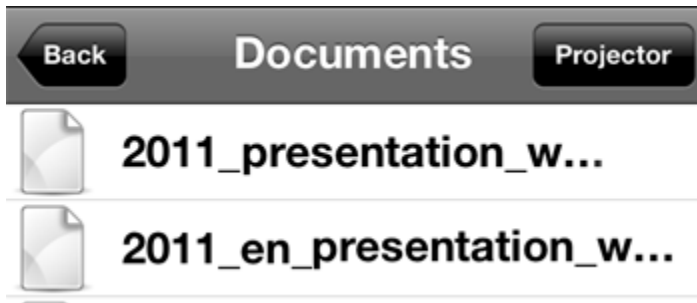 Back Documents Projector
2011_presentation_w...
2011_en_presentation_w...